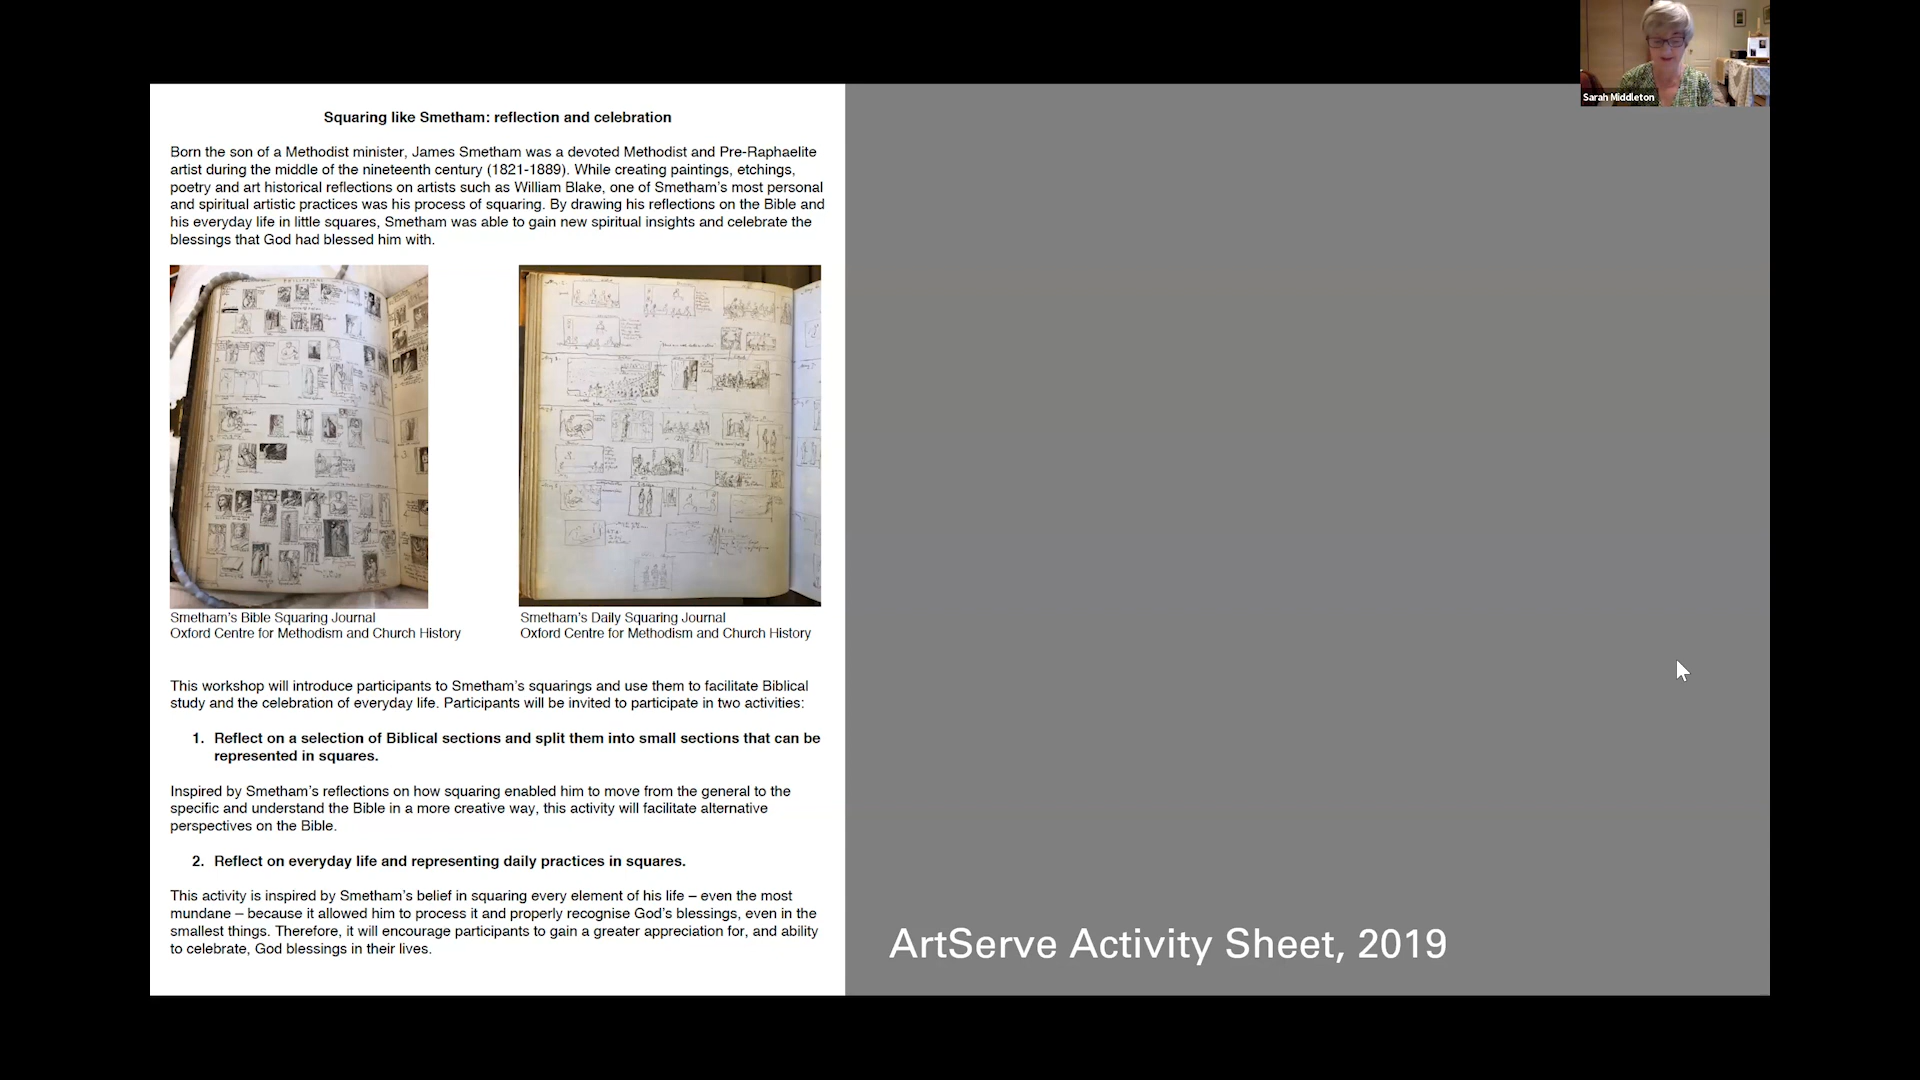 Sarah Middleton
Squaring like Smetham: reflection and celebration
Born the son of a Methodist minister, James Smetham was a devoted Methodist and Pre-Raphaelite
artist during the middle of the nineteenth century (1821-1889). While creating paintings, etchings,
poetry and art historical reflections on artists such as William Blake, one of Smetham's most personal
and spiritual artistic practices was his process of squaring. By drawing his reflections on the Bible and
his everyday life in little squares, Smetham was able to gain new spiritual insights and celebrate the
blessings that God had blessed him with.
Smetham's Bible Squaring Journal
Oxford Centre for Methodism and Church History
Smetham's Daily Squaring Journal
Oxford Centre for Methodism and Church History
This workshop will introduce participants to Smetham's squarings and use them to facilitate Biblical
study and the celebration of everyday life. Participants will be invited to participate in two activities:
1. Reflect on a selection of Biblical sections and split them into small sections that can be
represented in squares.
Inspired by Smetham's reflections on how squaring enabled him to move from the general to the
specific and understand the Bible in a more creative way, this activity will facilitate alternative
perspectives on the Bible.
2. Reflect on everyday life and representing daily practices in squares.
This activity is inspired by Smetham's belief in squaring every element of his life – even the most
mundane – because it allowed him to process it and properly recognise God's blessings, even in the
smallest things. Therefore, it will encourage participants to gain a greater appreciation for, and ability
to celebrate, God blessings in their lives.
ArtServe Activity Sheet, 2019